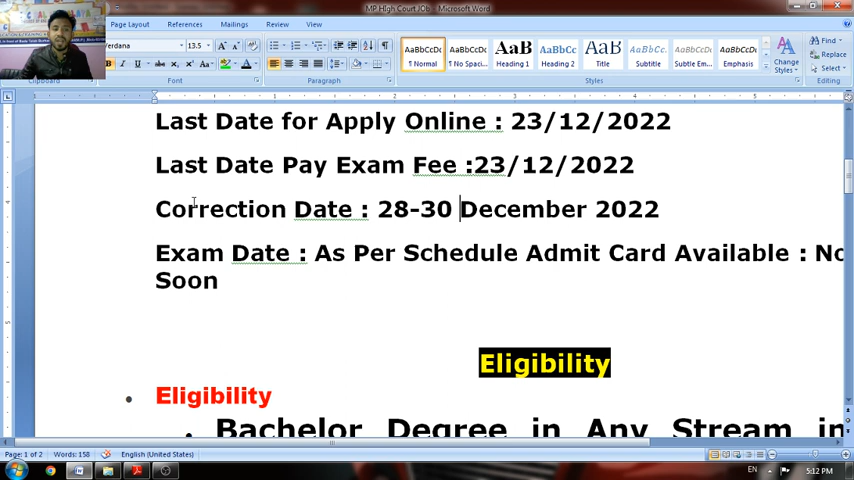 MP High Court JOb - Microsoft Word
Page Layout References Mailings Review View
Verdana 13.5
AaBbCcDc AaBbCcDc AaBb AaBbC AaB AaBbCc AaBbCcDc
¶ Normal ¶ No Spaci... Heading 1 Heading 2 Title Subtitle Subtle Em... Emphasis
Change Styles
Find
Replace
Select
Font Paragraph Styles Editing
Last Date for Apply Online : 23/12/2022
Last Date Pay Exam Fee :23/12/2022
Correction Date : 28-30 December 2022
Exam Date : As Per Schedule Admit Card Available : No
Soon
Eligibility
• Eligibility
• Bachelor Degree in Any Stream in
Page: 1 of 2 Words: 158 English (United States)
EN 5:12 PM